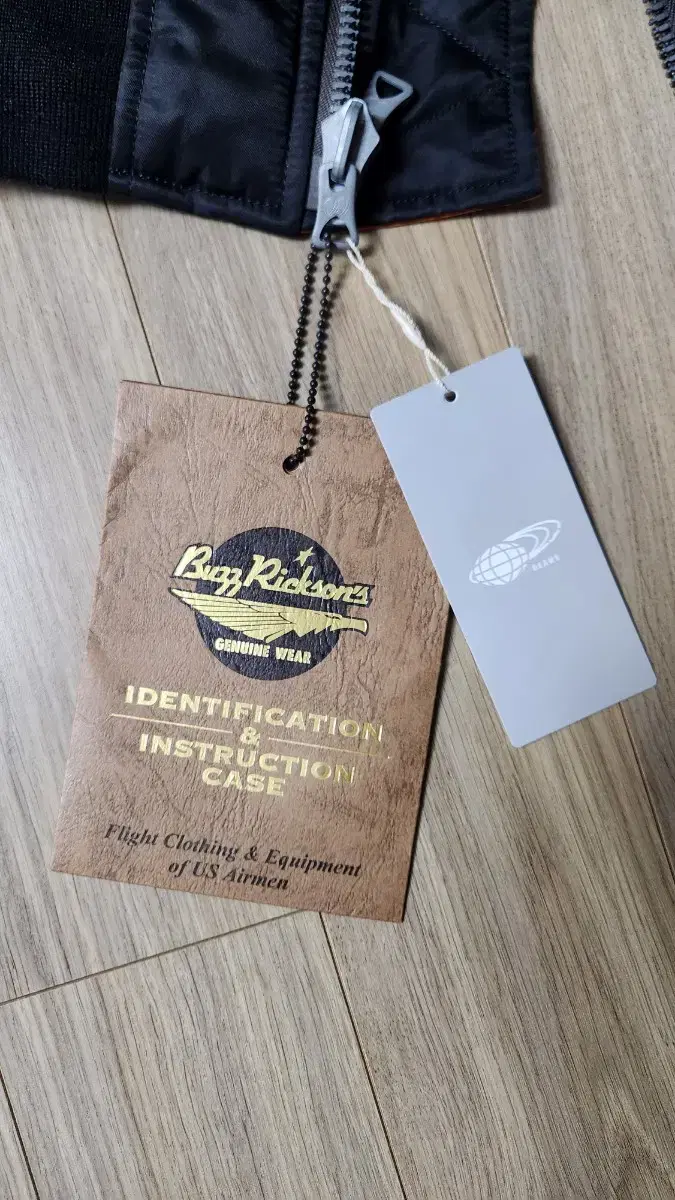 Buzz Rickson's
GENUINE WEAR
IDENTIFICATION
&
INSTRUCTION
CASE
Flight Clothing & Equipment
of US Airmen
BEAMS